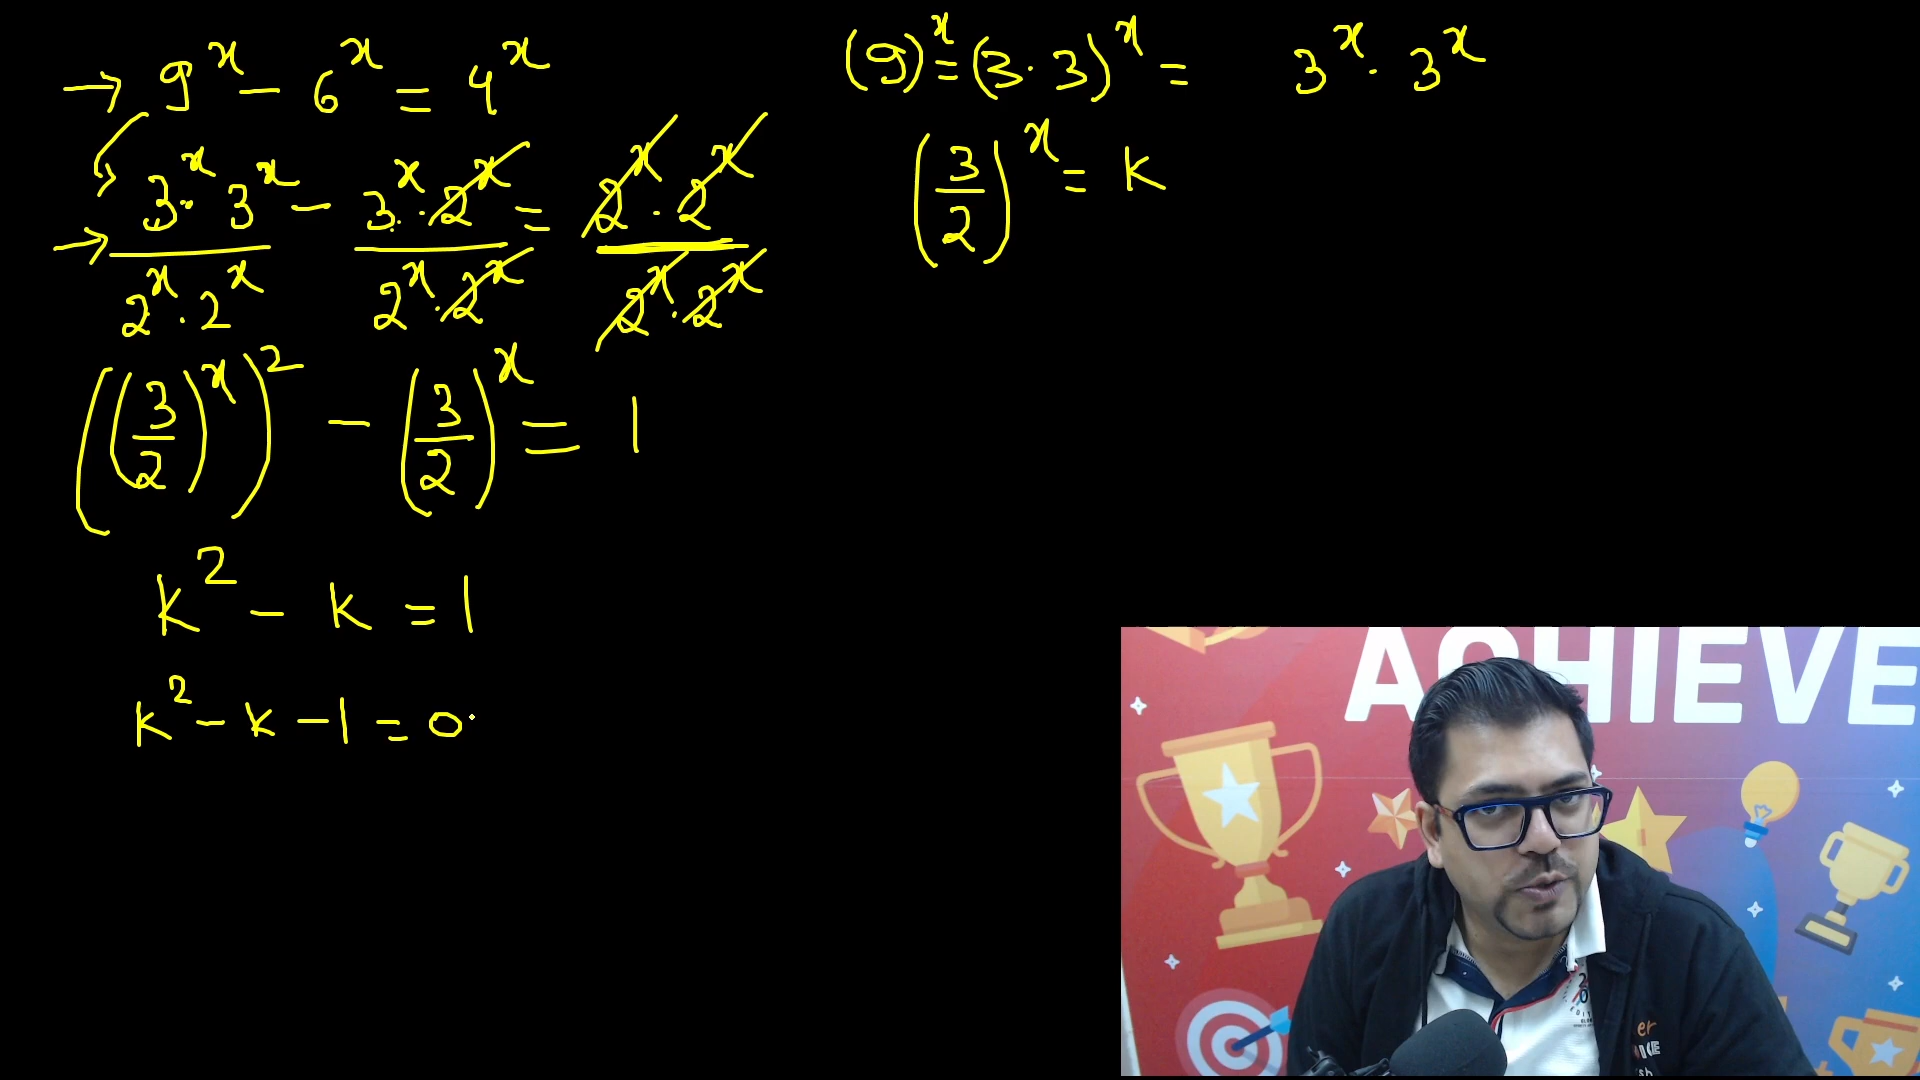 → 9^x − 6^x = 4^x
→ (3^x · 3^x)/(2^x · 2^x) − (3^x · 2^x)/(2^x · 2^x) = (2^x · 2^x)/(2^x · 2^x)
((3/2)^x)^2 − (3/2)^x = 1
k^2 − k = 1
k^2 − k − 1 = 0
(9)^x = (3 · 3)^x = 3^x · 3^x
(3/2)^x = k
ACHIEVE
er